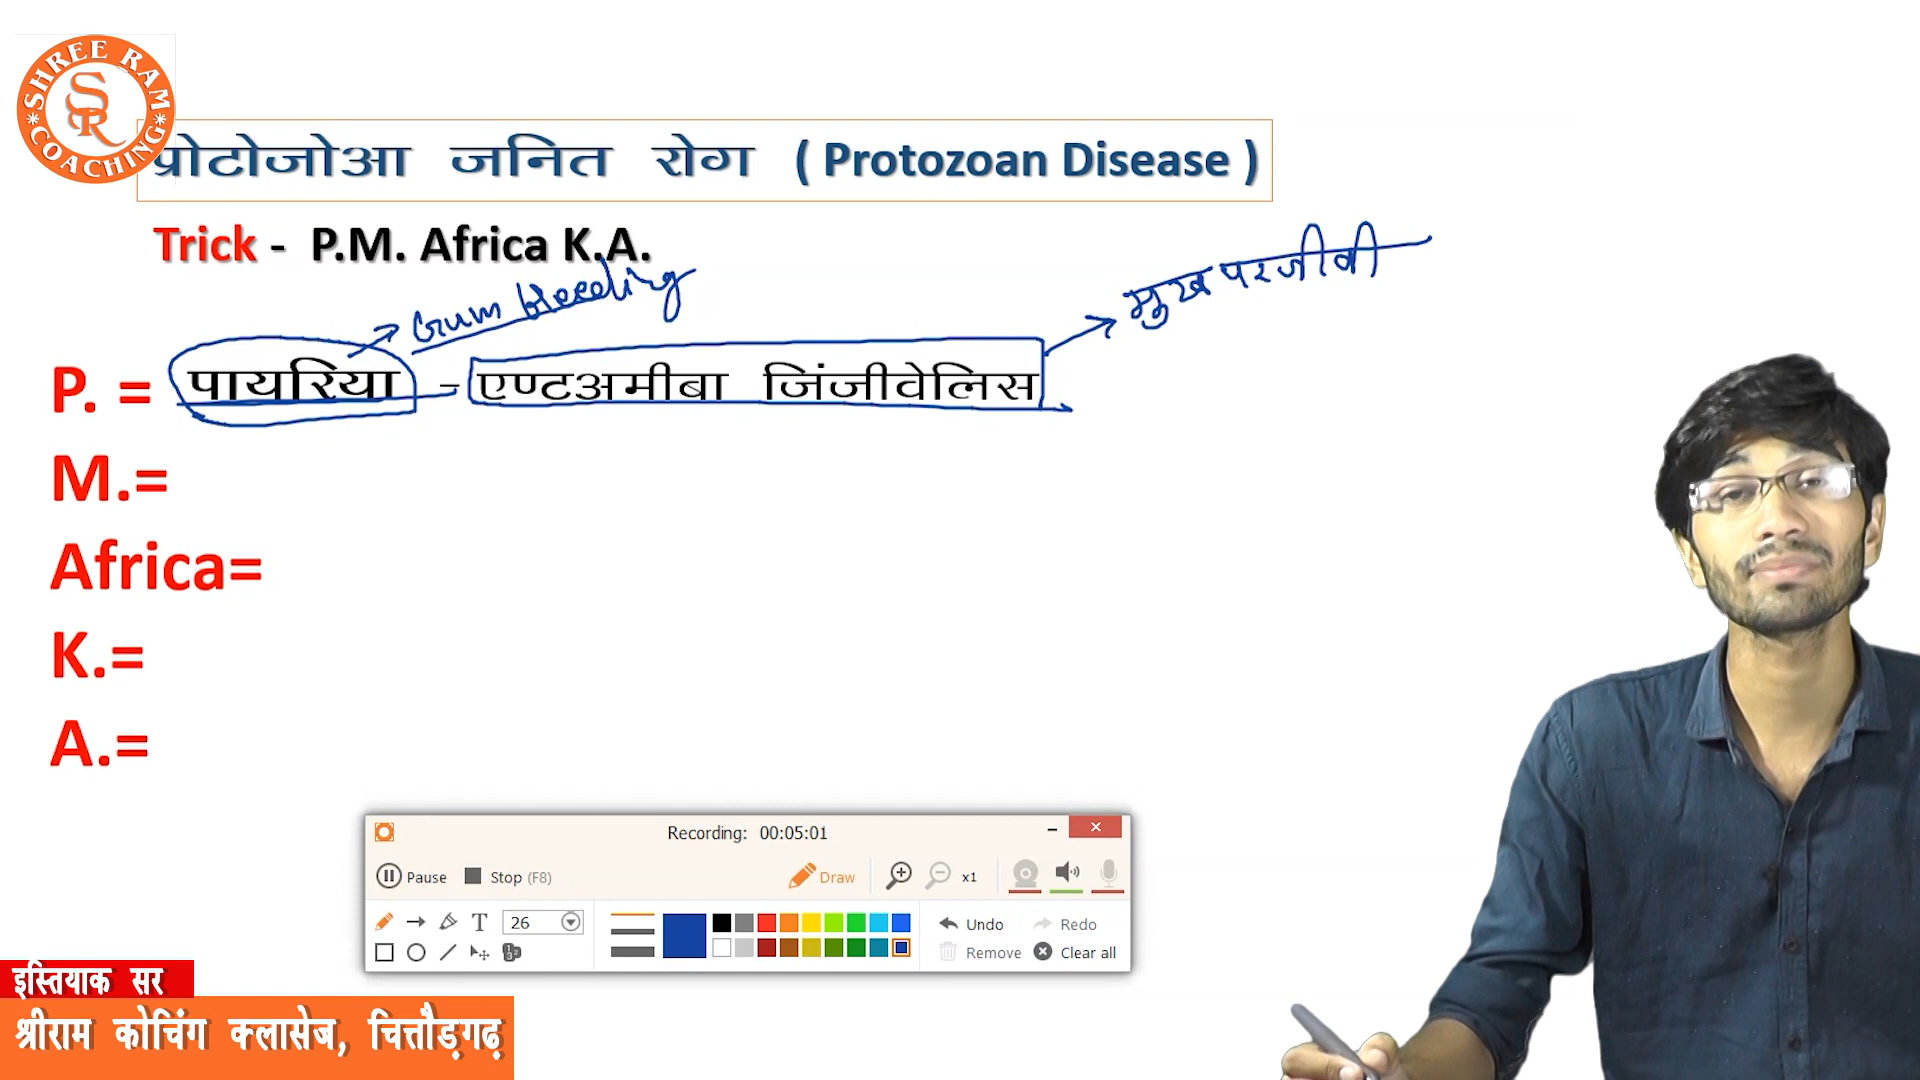 SHREE RAM COACHING
SR
प्रोटोजोआ जनित रोग ( Protozoan Disease )
Trick - P.M. Africa K.A.
Gum bleeding
मुख परजीवी
P. = पायरिया - एण्टअमीबा जिंजीवेलिस
M.=
Africa=
K.=
A.=
Recording: 00:05:01
Pause Stop (F8) Draw x1
T 26 Undo Redo
Remove Clear all
इस्तियाक सर
श्रीराम कोचिंग क्लासेज, चित्तौड़गढ़